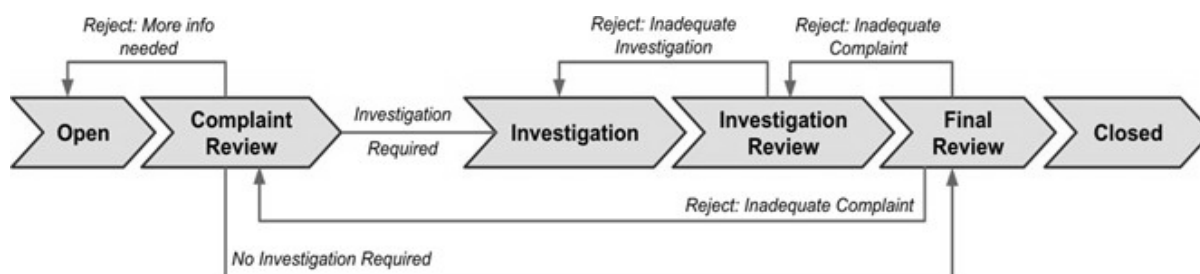 Reject: More info
needed
Reject: Inadequate
Investigation
Reject: Inadequate
Complaint
Open
Complaint
Review
Investigation
Required
Investigation
Investigation
Review
Final
Review
Closed
Reject: Inadequate Complaint
No Investigation Required